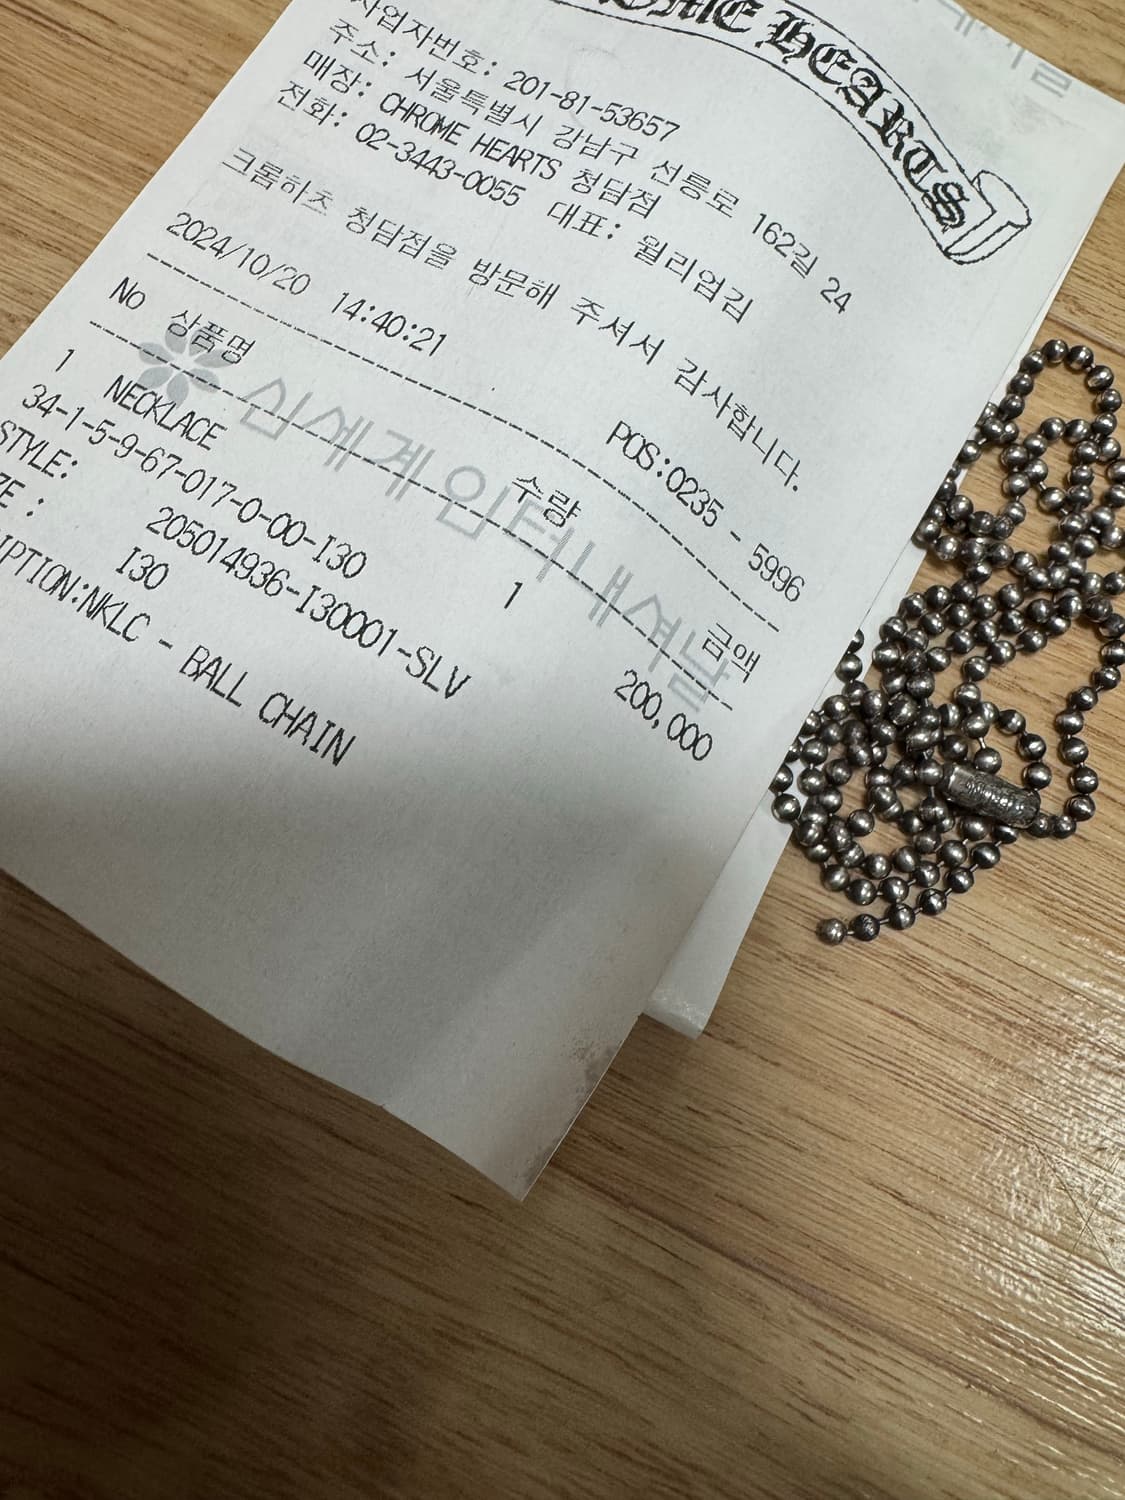 CHROME HEARTS
사업자번호: 201-81-53657
주소: 서울특별시 강남구 선릉로 162길 24
매장: CHROME HEARTS 청담점
전화: 02-3443-0055 대표: 윌리엄김
크롬하츠 청담점을 방문해 주셔서 감사합니다.
2024/10/20 14:40:21 POS:0235 - 5996
No 상품명 수량 금액
신세계인터내셔날
1 NECKLACE 1 200,000
34-1-5-9-67-017-0-00-I30
STYLE: 205014936-I30001-SLV
ZE : I30
IPTION:NKLC - BALL CHAIN